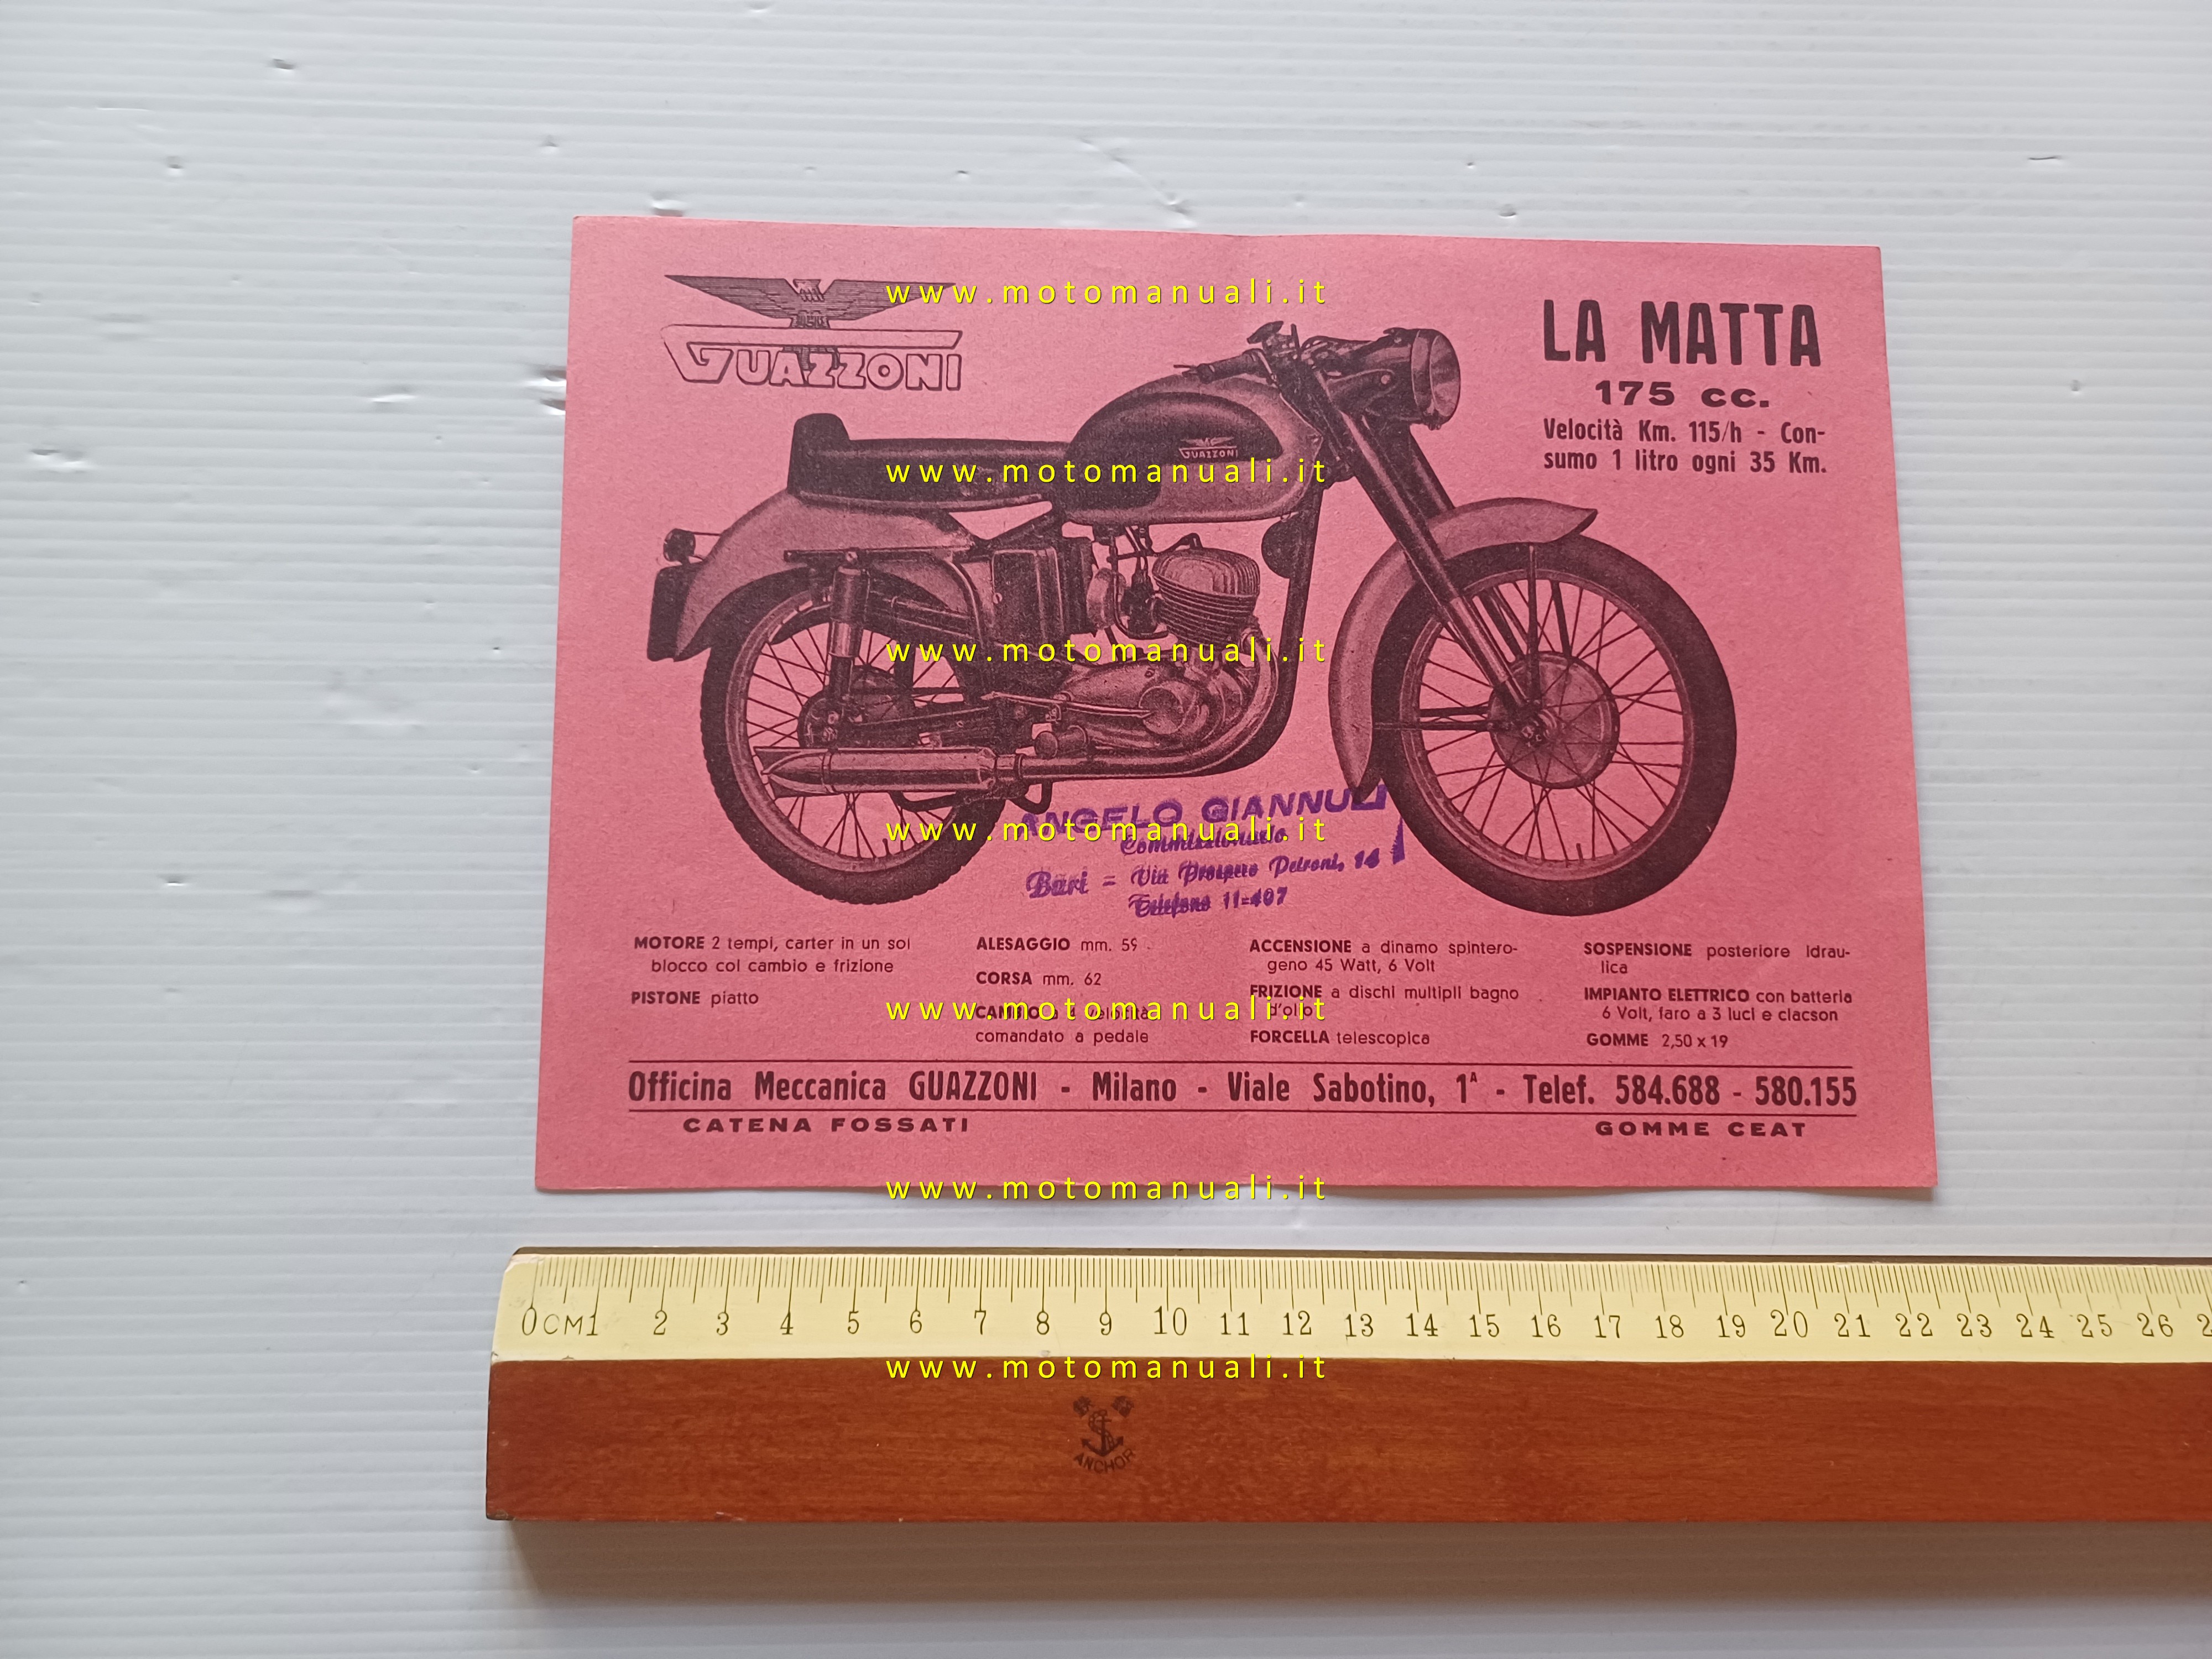 www.motomanuali.it
GUAZZONI
LA MATTA
175 cc.
Velocità Km. 115/h - Con-
sumo 1 litro ogni 35 Km.
GUAZZONI
www.motomanuali.it
www.motomanuali.it
ANGELO GIANNULI
www.motomanuali.it
Commissionario
Bari = Via Prospero Petroni, 14
Telefono 11-407
MOTORE 2 tempi, carter in un sol
blocco col cambio e frizione
PISTONE piatto
ALESAGGIO mm. 59
CORSA mm. 62
CAMBIO a 4 velocità
comandato a pedale
ACCENSIONE a dinamo spintero-
geno 45 Watt, 6 Volt
FRIZIONE a dischi multipli bagno
d'olio
FORCELLA telescopica
SOSPENSIONE posteriore idrau-
lica
IMPIANTO ELETTRICO con batteria
6 Volt, faro a 3 luci e clacson
GOMME 2,50 x 19
www.motomanuali.it
Officina Meccanica GUAZZONI - Milano - Viale Sabotino, 1ᴬ - Telef. 584.688 - 580.155
CATENA FOSSATI
GOMME CEAT
www.motomanuali.it
0 CM 1 2 3 4 5 6 7 8 9 10 11 12 13 14 15 16 17 18 19 20 21 22 23 24 25 26 2
www.motomanuali.it
ANCHOR